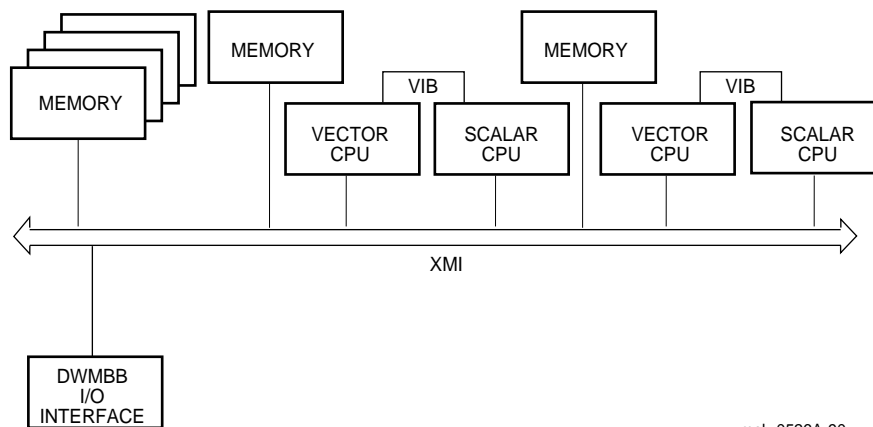 MEMORY
MEMORY
MEMORY
VIB
VIB
VECTOR
CPU
SCALAR
CPU
VECTOR
CPU
SCALAR
CPU
XMI
DWMBB
I/O
INTERFACE